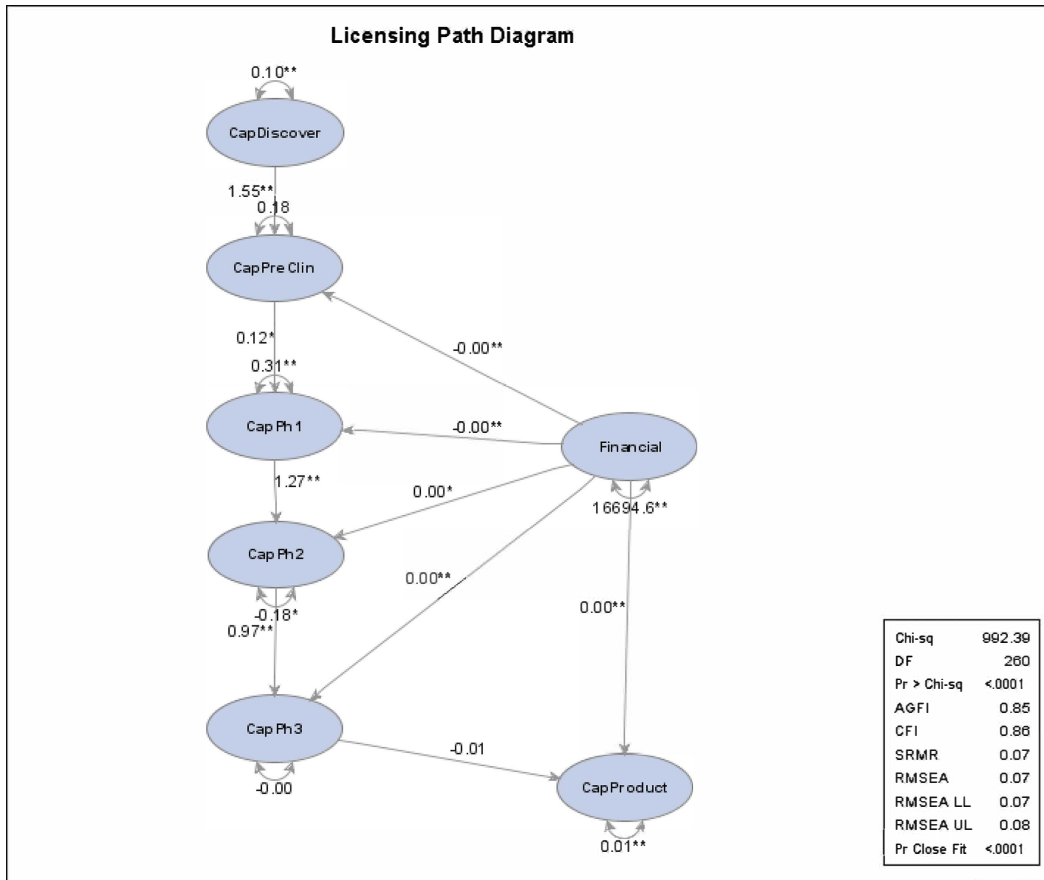 Licensing Path Diagram
0.10**
CapDiscover
1.55**
0.18
CapPreClin
0.12*
-0.00**
0.31**
CapPh1
-0.00**
Financial
1.27**
0.00*
16694.6**
CapPh2
0.00**
-0.18*
0.97**
0.00**
CapPh3
-0.01
-0.00
CapProduct
0.01**
Chi-sq 992.39
DF 260
Pr > Chi-sq <.0001
AGFI 0.85
CFI 0.86
SRMR 0.07
RMSEA 0.07
RMSEA LL 0.07
RMSEA UL 0.08
Pr Close Fit <.0001